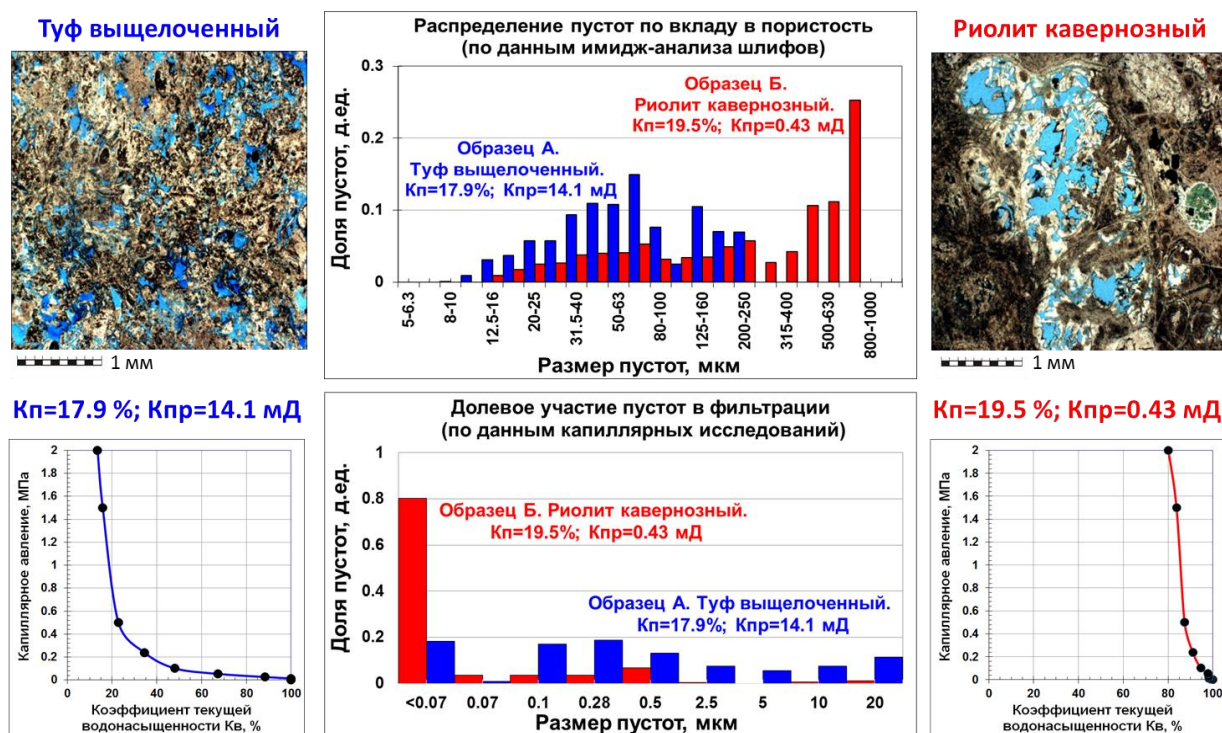 Туф выщелоченный
1 мм
Кп=17.9 %; Кпр=14.1 мД
Капиллярное авление, МПа
2
1.8
1.6
1.4
1.2
1
0.8
0.6
0.4
0.2
0
0 20 40 60 80 100
Коэффициент текущей
водонасыщенности Кв, %
Распределение пустот по вкладу в пористость
(по данным имидж-анализа шлифов)
Доля пустот, д.ед.
0.3
0.2
0.1
0
Образец А.
Туф выщелоченный.
Кп=17.9%; Кпр=14.1 мД
Образец Б.
Риолит кавернозный.
Кп=19.5%; Кпр=0.43 мД
5-6.3 8-10 12.5-16 20-25 31.5-40 50-63 80-100 125-160 200-250 315-400 500-630 800-1000
Размер пустот, мкм
Долевое участие пустот в фильтрации
(по данным капиллярных исследований)
Доля пустот, д.ед.
1
0.8
0.6
0.4
0.2
0
Образец Б. Риолит кавернозный.
Кп=19.5%; Кпр=0.43 мД
Образец А. Туф выщелоченный.
Кп=17.9%; Кпр=14.1 мД
<0.07 0.07 0.1 0.28 0.5 2.5 5 10 20
Размер пустот, мкм
Риолит кавернозный
1 мм
Кп=19.5 %; Кпр=0.43 мД
Капиллярное авление, МПа
2
1.8
1.6
1.4
1.2
1
0.8
0.6
0.4
0.2
0
0 20 40 60 80 100
Коэффициент текущей
водонасыщенности Кв, %